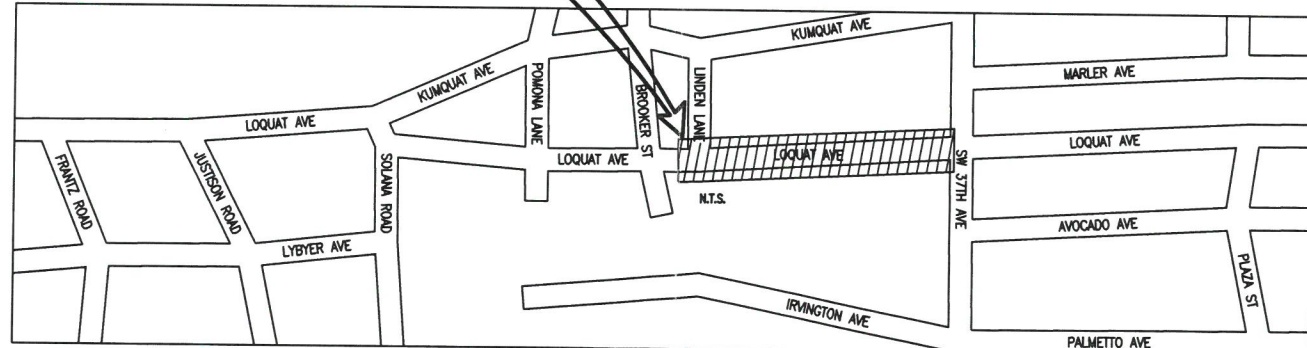 KUMQUAT AVE
KUMQUAT AVE
MARLER AVE
POMONA LANE
BROOKER ST
LINDEN LANE
LOQUAT AVE
LOQUAT AVE
LOQUAT AVE
LOQUAT AVE
FRANTZ ROAD
JUSTISON ROAD
SOLANA ROAD
SW 37TH AVE
N.T.S.
LYBYER AVE
AVOCADO AVE
PLAZA ST
IRVINGTON AVE
PALMETTO AVE